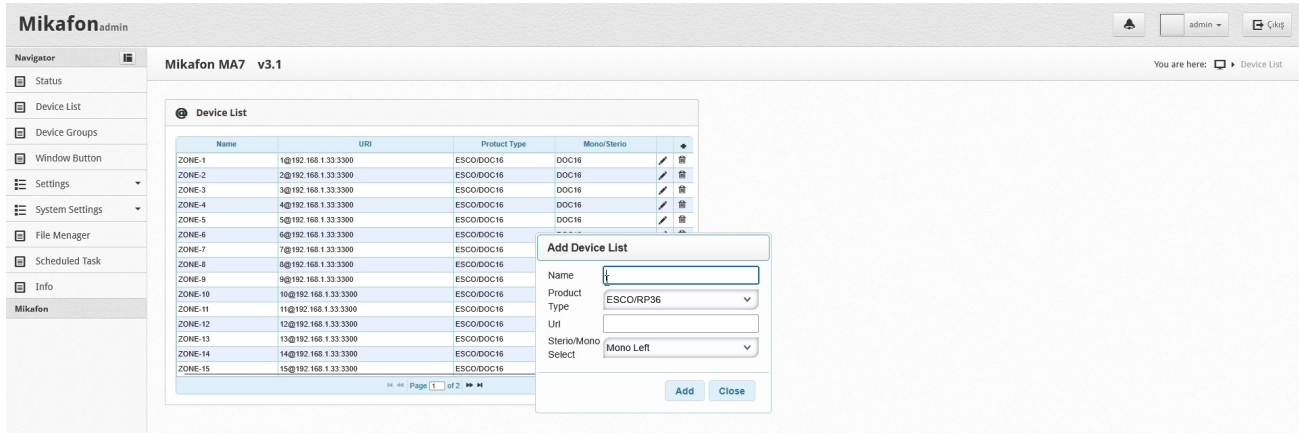 Mikafonadmin
admin
Çıkış
Navigator
Mikafon MA7 v3.1
You are here: Device List
Status
Device List
Device Groups
Window Button
Settings
System Settings
File Menager
Scheduled Task
Info
Mikafon
@ Device List
Name URI Protuct Type Mono/Sterio
ZONE-1 1@192.168.1.33:3300 ESCO/DOC16 DOC16
ZONE-2 2@192.168.1.33:3300 ESCO/DOC16 DOC16
ZONE-3 3@192.168.1.33:3300 ESCO/DOC16 DOC16
ZONE-4 4@192.168.1.33:3300 ESCO/DOC16 DOC16
ZONE-5 5@192.168.1.33:3300 ESCO/DOC16 DOC16
ZONE-6 6@192.168.1.33:3300 ESCO/DOC16
ZONE-7 7@192.168.1.33:3300 ESCO/DOC16
ZONE-8 8@192.168.1.33:3300 ESCO/DOC16
ZONE-9 9@192.168.1.33:3300 ESCO/DOC16
ZONE-10 10@192.168.1.33:3300 ESCO/DOC16
ZONE-11 11@192.168.1.33:3300 ESCO/DOC16
ZONE-12 12@192.168.1.33:3300 ESCO/DOC16
ZONE-13 13@192.168.1.33:3300 ESCO/DOC16
ZONE-14 14@192.168.1.33:3300 ESCO/DOC16
ZONE-15 15@192.168.1.33:3300 ESCO/DOC16
Page 1 of 2
Add Device List
Name
Product
Type
ESCO/RP36
Url
Sterio/Mono
Select
Mono Left
Add Close